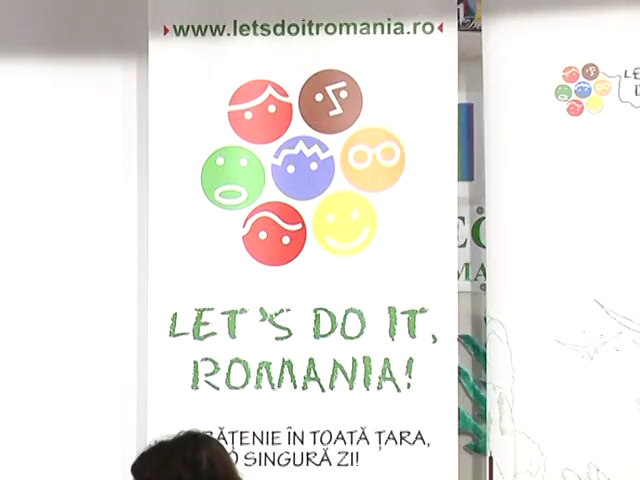 www.letsdoitromania.ro
LET'S DO IT,
ROMANIA!
ÎN TOATĂ ȚARA,
SINGURĂ ZI!